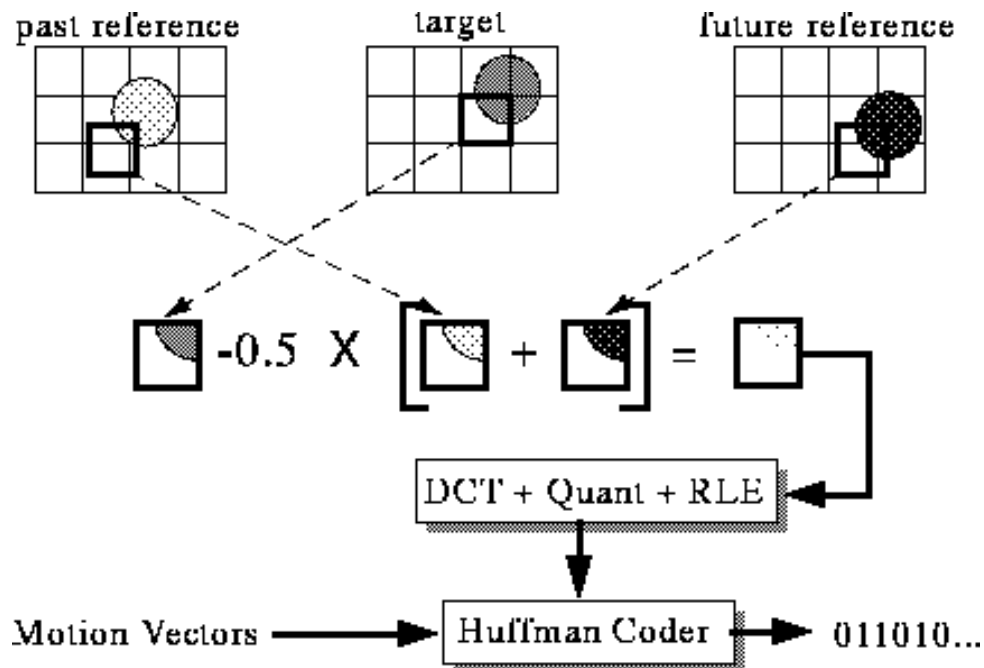 past reference
target
future reference
-0.5 X [ + ] =
DCT + Quant + RLE
Motion Vectors
Huffman Coder
011010...